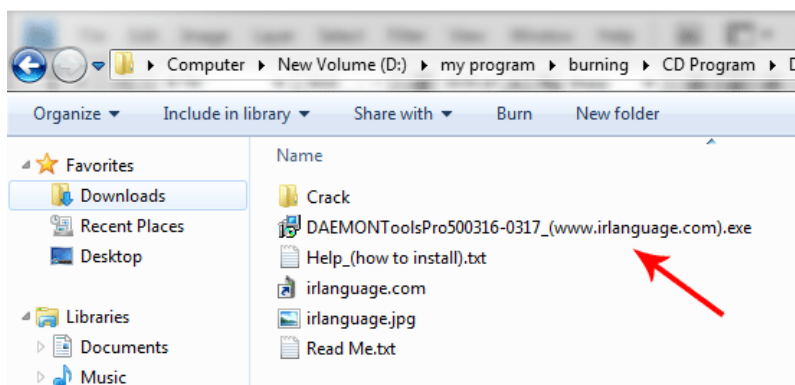 Computer ▸ New Volume (D:) ▸ my program ▸ burning ▸ CD Program ▸
Organize Include in library Share with Burn New folder
Favorites
Downloads
Recent Places
Desktop
Libraries
Documents
Music
Name
Crack
DAEMONToolsPro500316-0317_(www.irlanguage.com).exe
Help_(how to install).txt
irlanguage.com
irlanguage.jpg
Read Me.txt